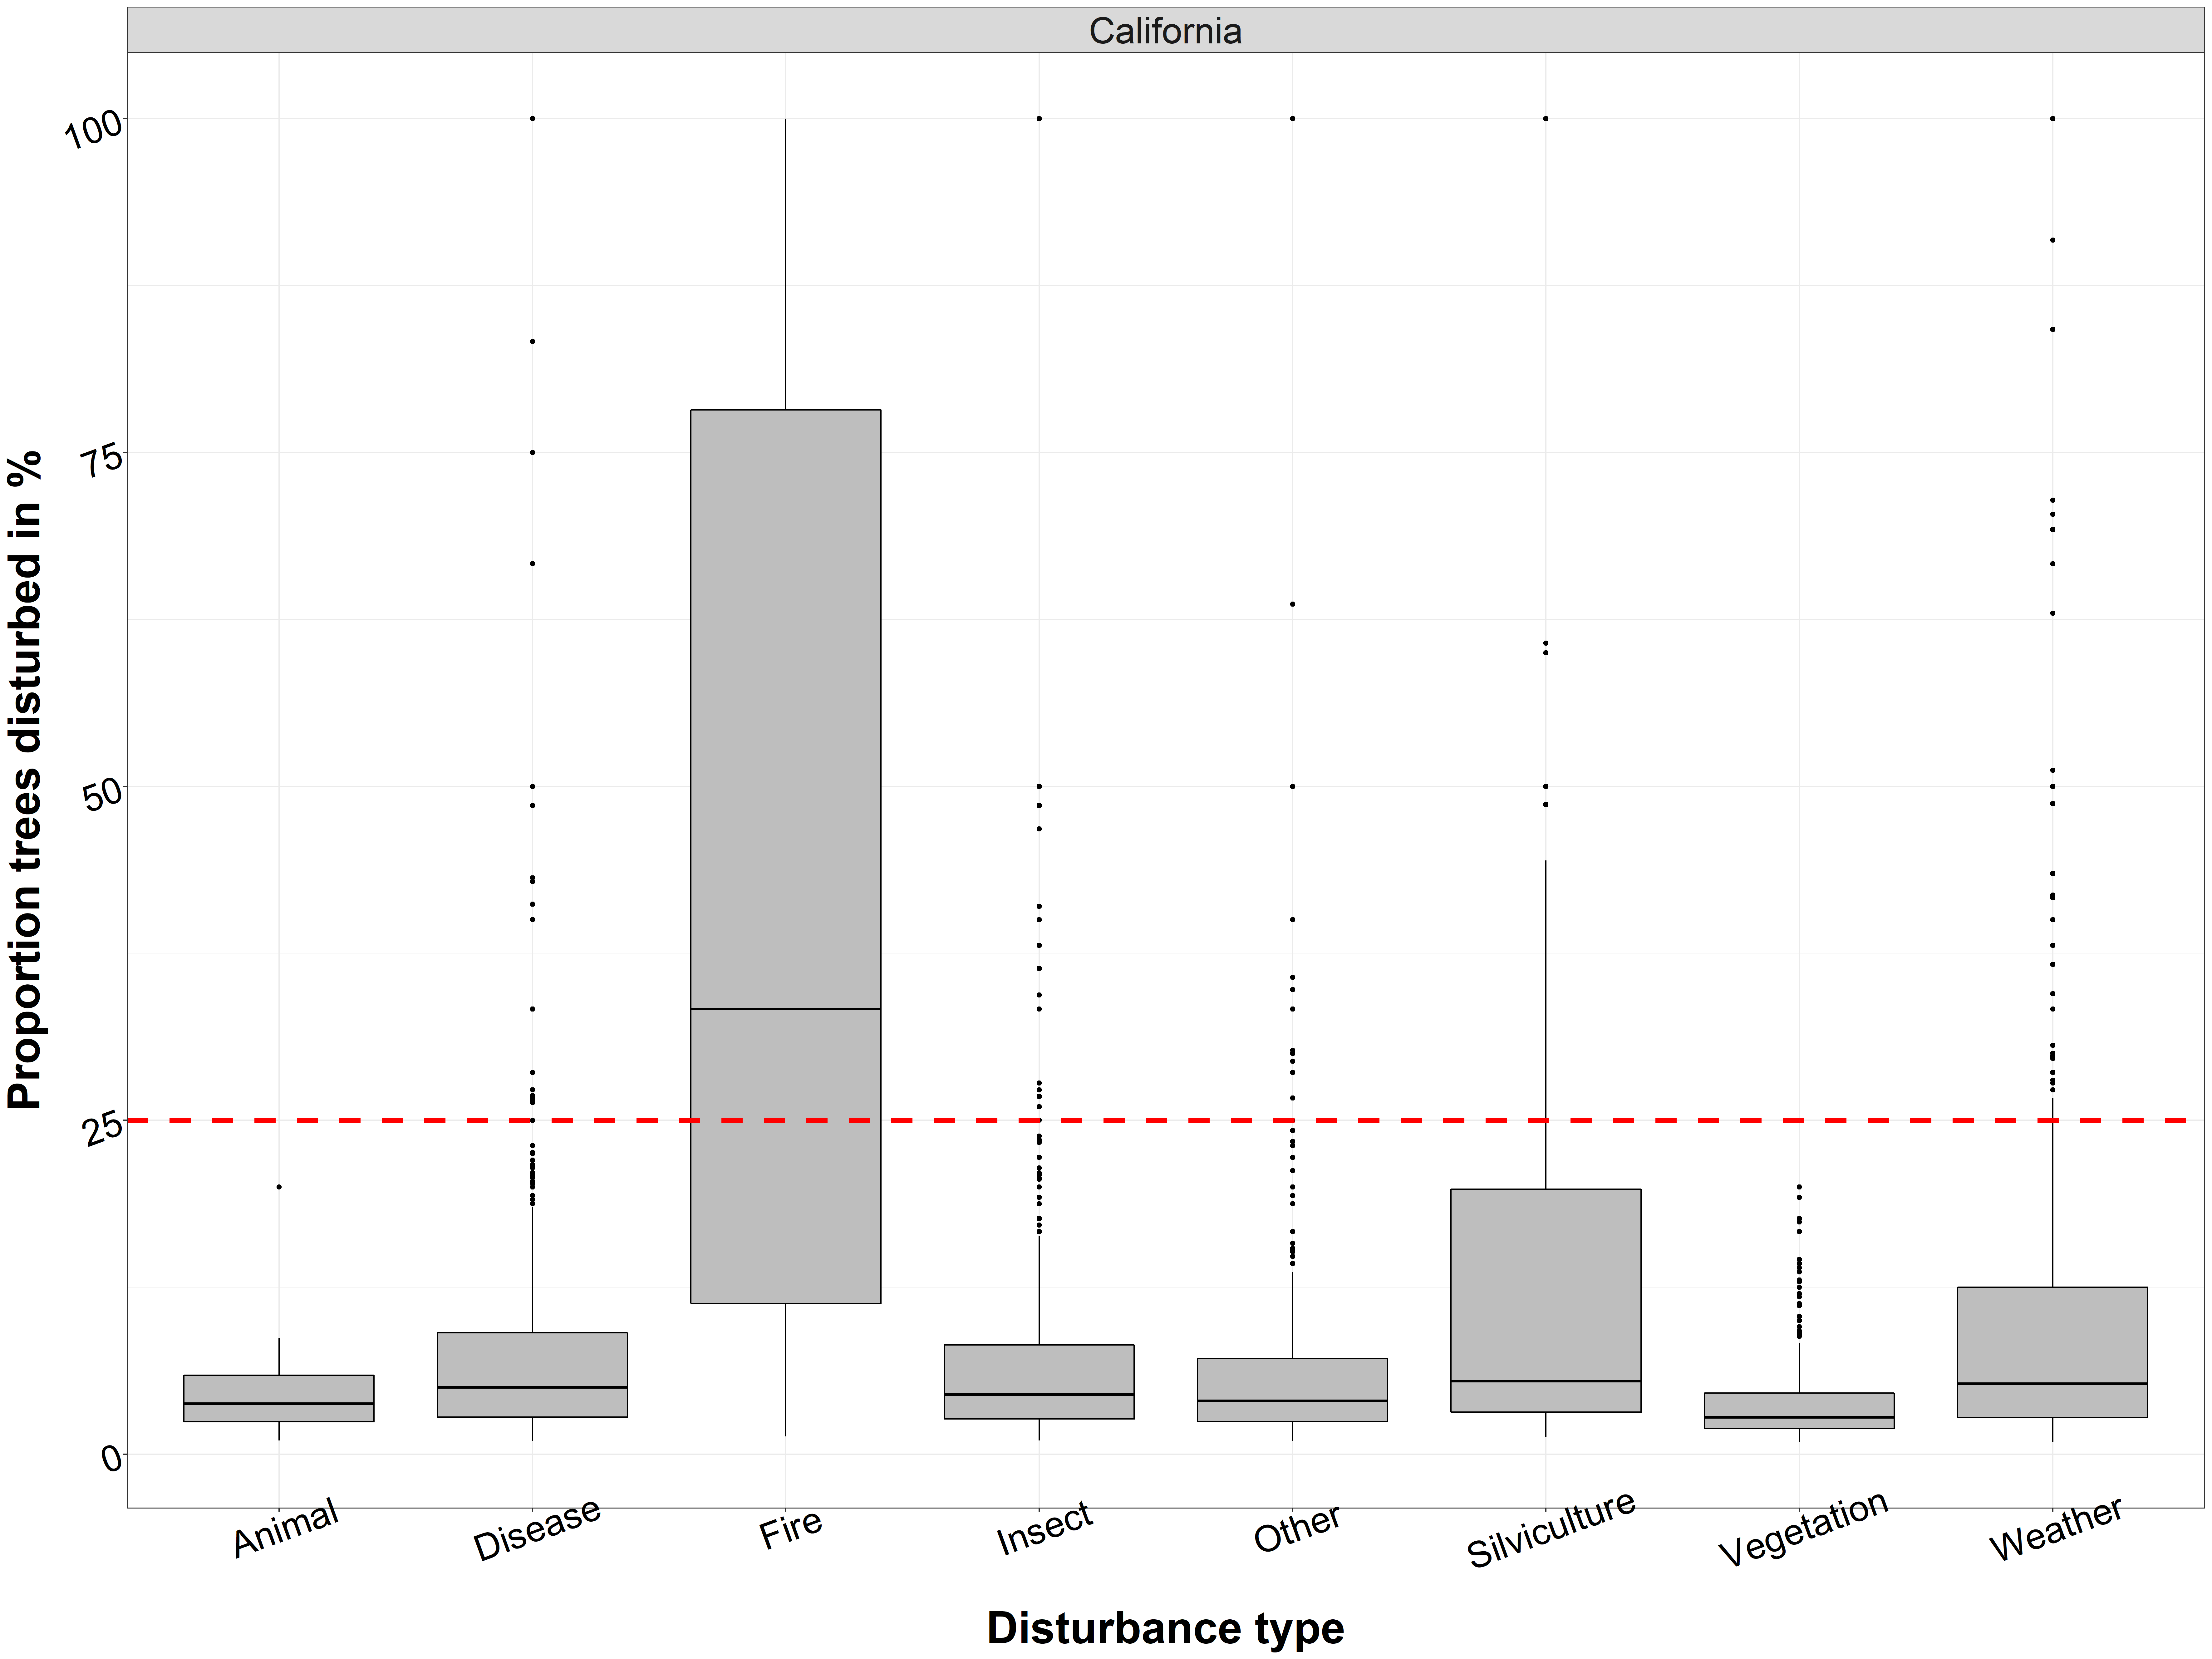 California
Proportion trees disturbed in %
100
75
50
25
0
Animal
Disease
Fire
Insect
Other
Silviculture
Vegetation
Weather
Disturbance type